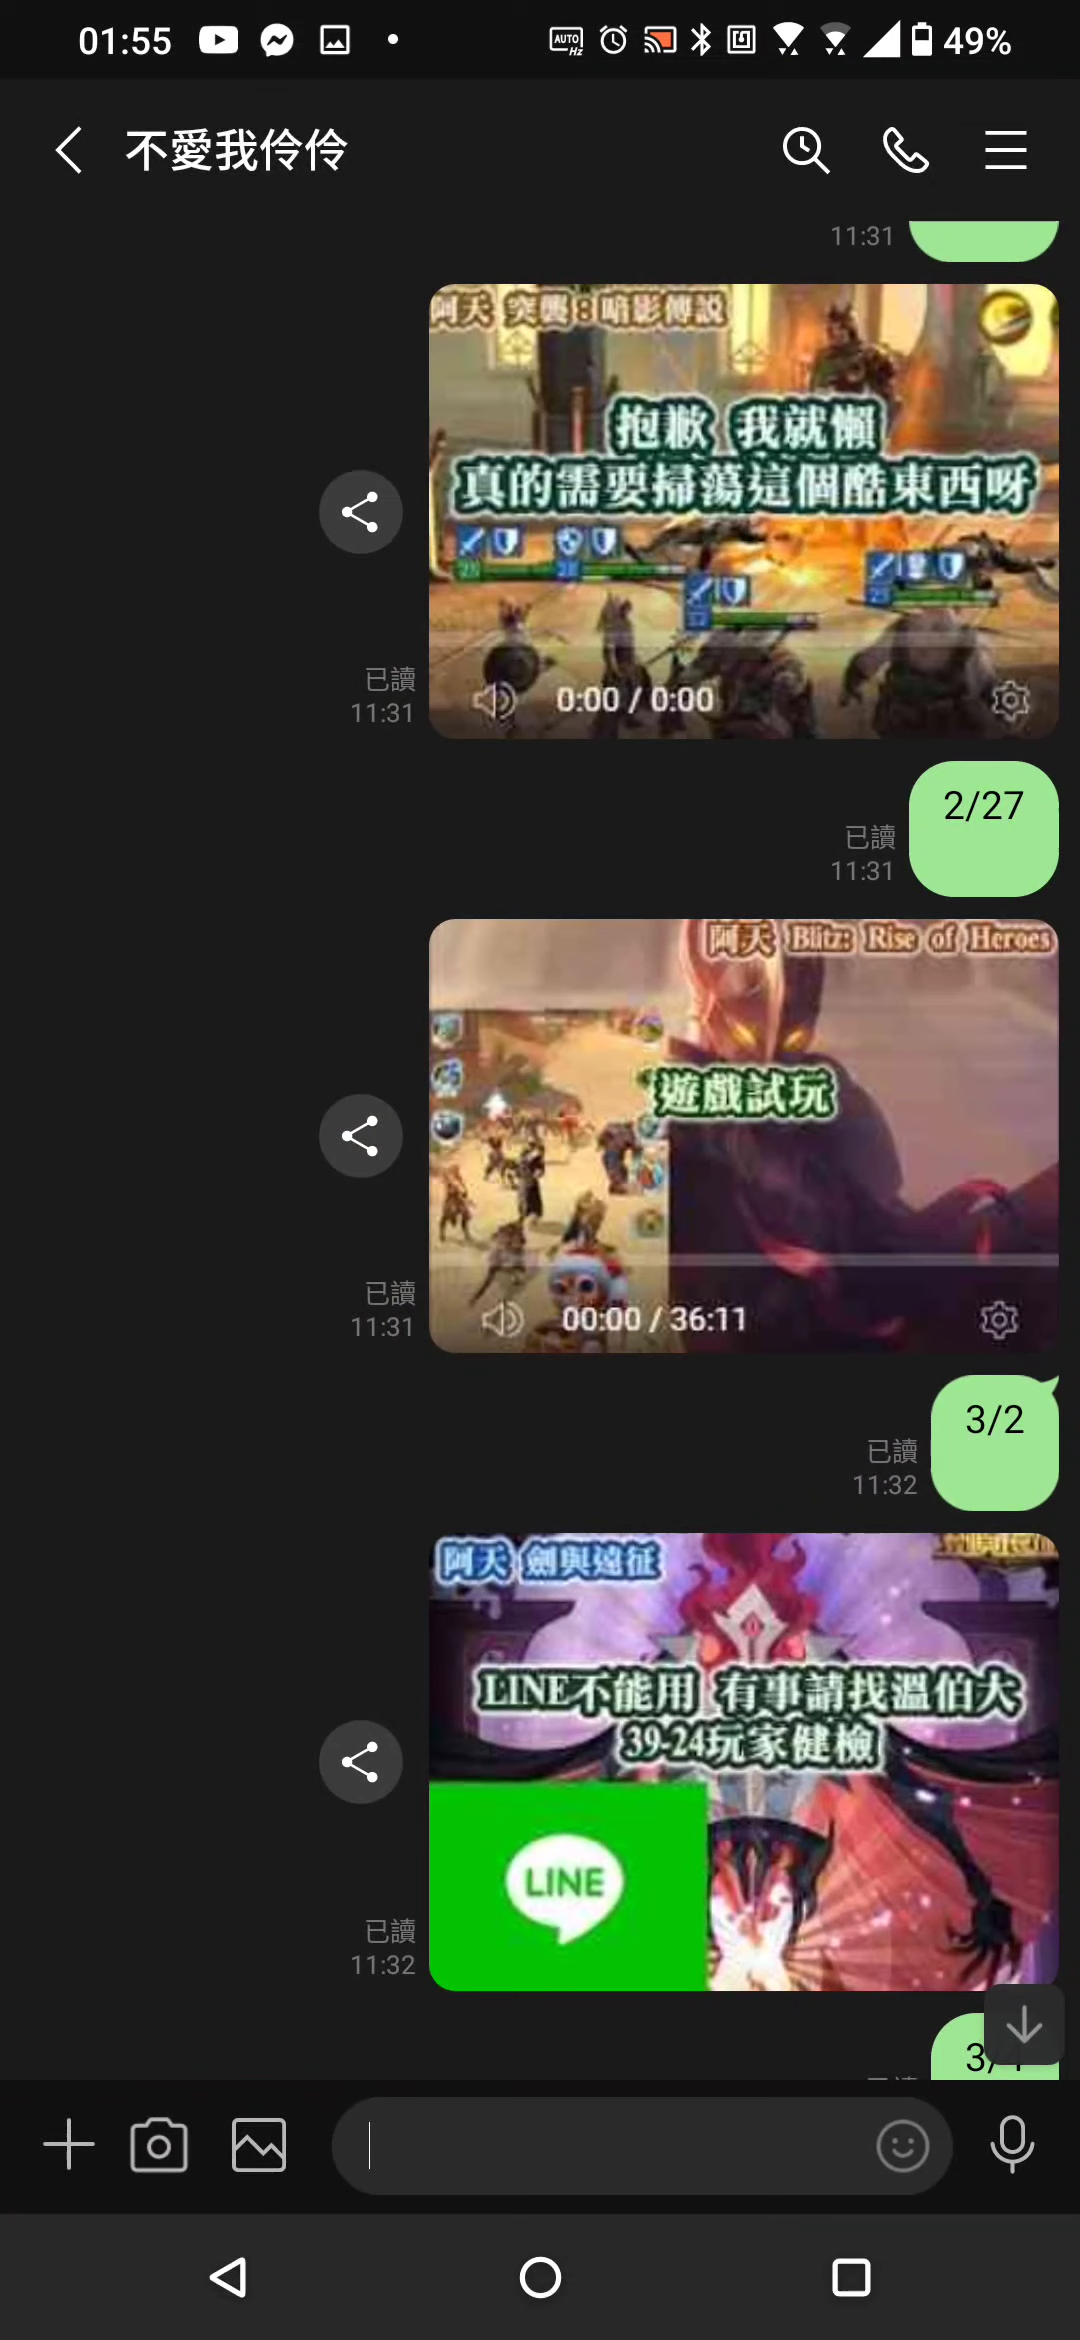 01:55
AUTO Hz
49%
不愛我伶伶
11:31
阿天 突襲:暗影傳說
抱歉 我就懶
真的需要掃蕩這個酷東西呀
0:00 / 0:00
已讀
11:31
2/27
已讀
11:31
阿天 Blitz: Rise of Heroes
遊戲試玩
00:00 / 36:11
已讀
11:31
3/2
已讀
11:32
阿天 劍與遠征
LINE不能用 有事請找溫伯大
39-24玩家健檢
LINE
已讀
11:32